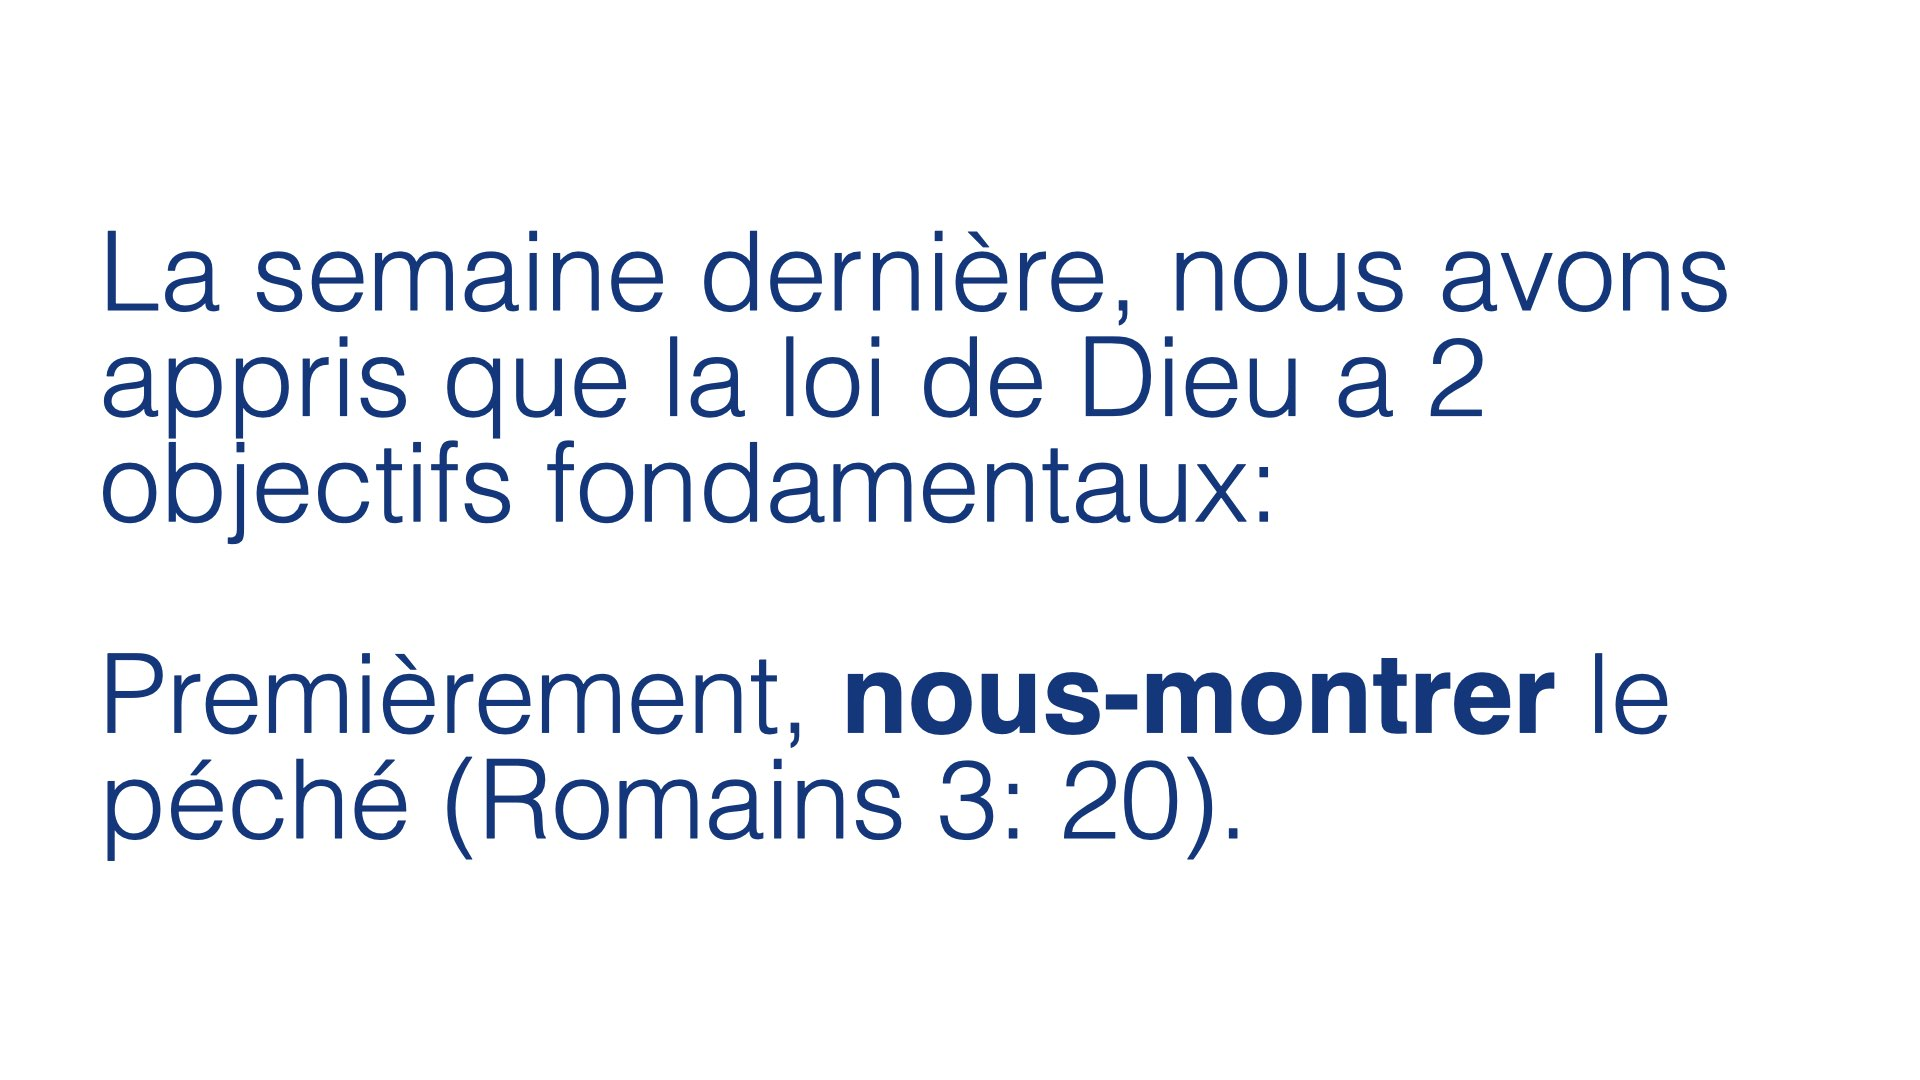 La semaine dernière, nous avons
appris que la loi de Dieu a 2
objectifs fondamentaux:
Premièrement, nous-montrer le
péché (Romains 3: 20).